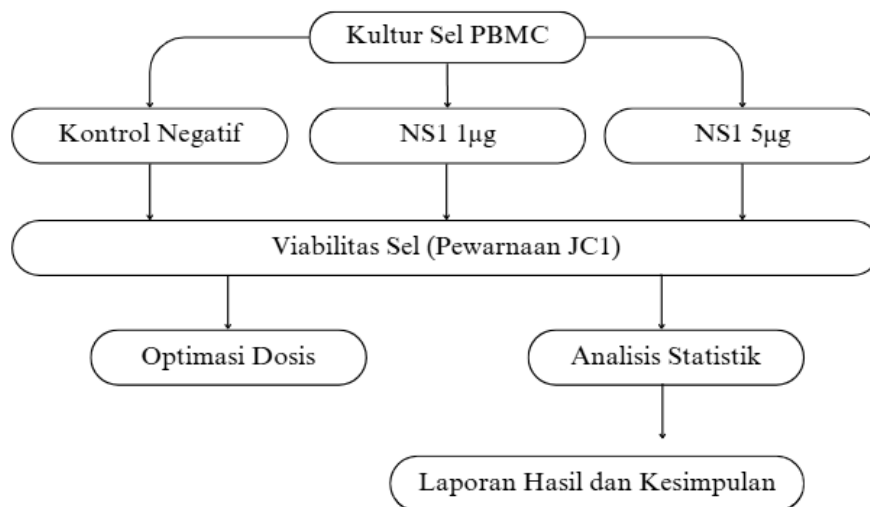 Kultur Sel PBMC
Kontrol Negatif
NS1 1µg
NS1 5µg
Viabilitas Sel (Pewarnaan JC1)
Optimasi Dosis
Analisis Statistik
Laporan Hasil dan Kesimpulan